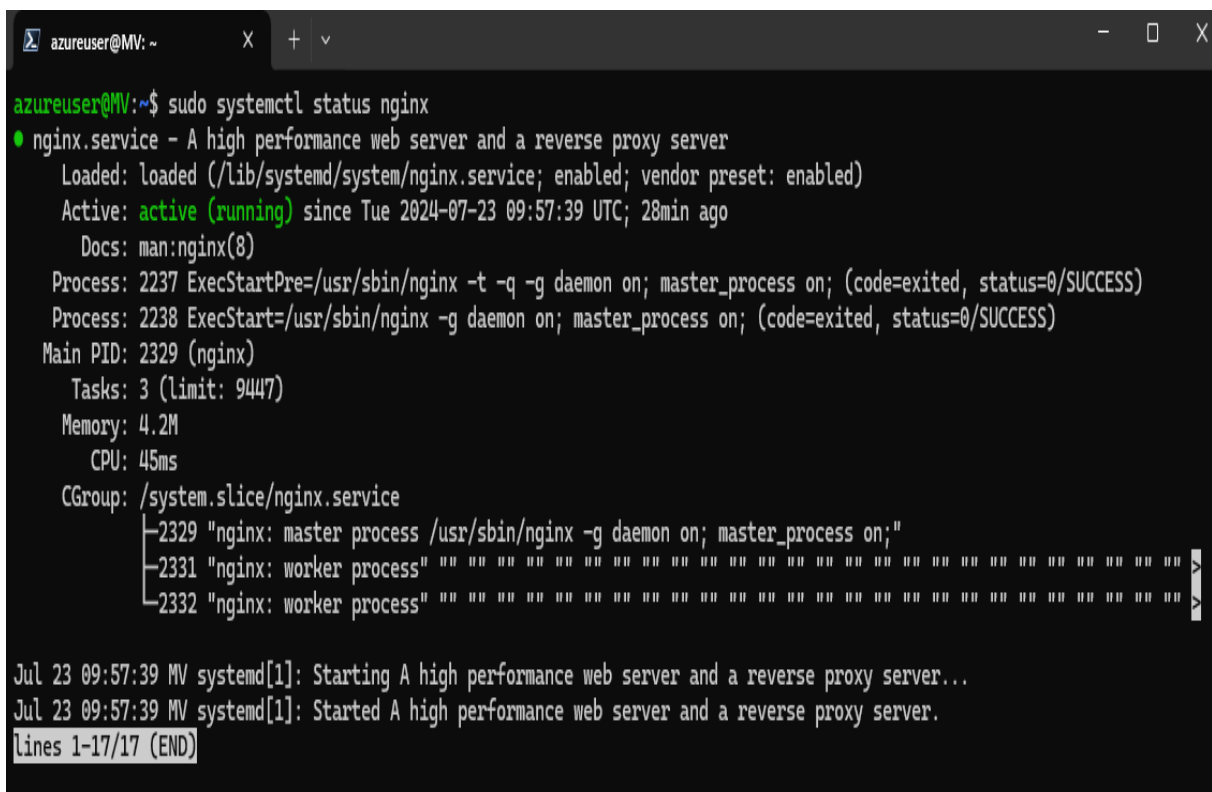 azureuser@MV: ~
azureuser@MV:~$ sudo systemctl status nginx
● nginx.service - A high performance web server and a reverse proxy server
Loaded: loaded (/lib/systemd/system/nginx.service; enabled; vendor preset: enabled)
Active: active (running) since Tue 2024-07-23 09:57:39 UTC; 28min ago
Docs: man:nginx(8)
Process: 2237 ExecStartPre=/usr/sbin/nginx -t -q -g daemon on; master_process on; (code=exited, status=0/SUCCESS)
Process: 2238 ExecStart=/usr/sbin/nginx -g daemon on; master_process on; (code=exited, status=0/SUCCESS)
Main PID: 2329 (nginx)
Tasks: 3 (limit: 9447)
Memory: 4.2M
CPU: 45ms
CGroup: /system.slice/nginx.service
├─2329 "nginx: master process /usr/sbin/nginx -g daemon on; master_process on;"
├─2331 "nginx: worker process" "" "" "" "" "" "" "" "" "" "" "" "" "" "" "" "" "" "" "" "" "" "" "" "" "" "" >
└─2332 "nginx: worker process" "" "" "" "" "" "" "" "" "" "" "" "" "" "" "" "" "" "" "" "" "" "" "" "" "" "" >
Jul 23 09:57:39 MV systemd[1]: Starting A high performance web server and a reverse proxy server...
Jul 23 09:57:39 MV systemd[1]: Started A high performance web server and a reverse proxy server.
lines 1-17/17 (END)